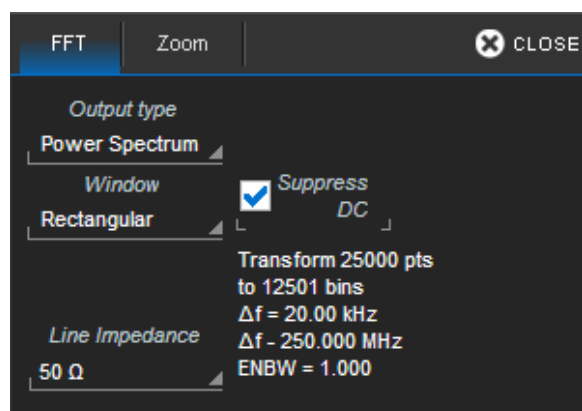 FFT Zoom CLOSE
Output type
Power Spectrum
Window
Rectangular
Suppress
DC
Transform 25000 pts
to 12501 bins
Δf = 20.00 kHz
Δf - 250.000 MHz
ENBW = 1.000
Line Impedance
50 Ω